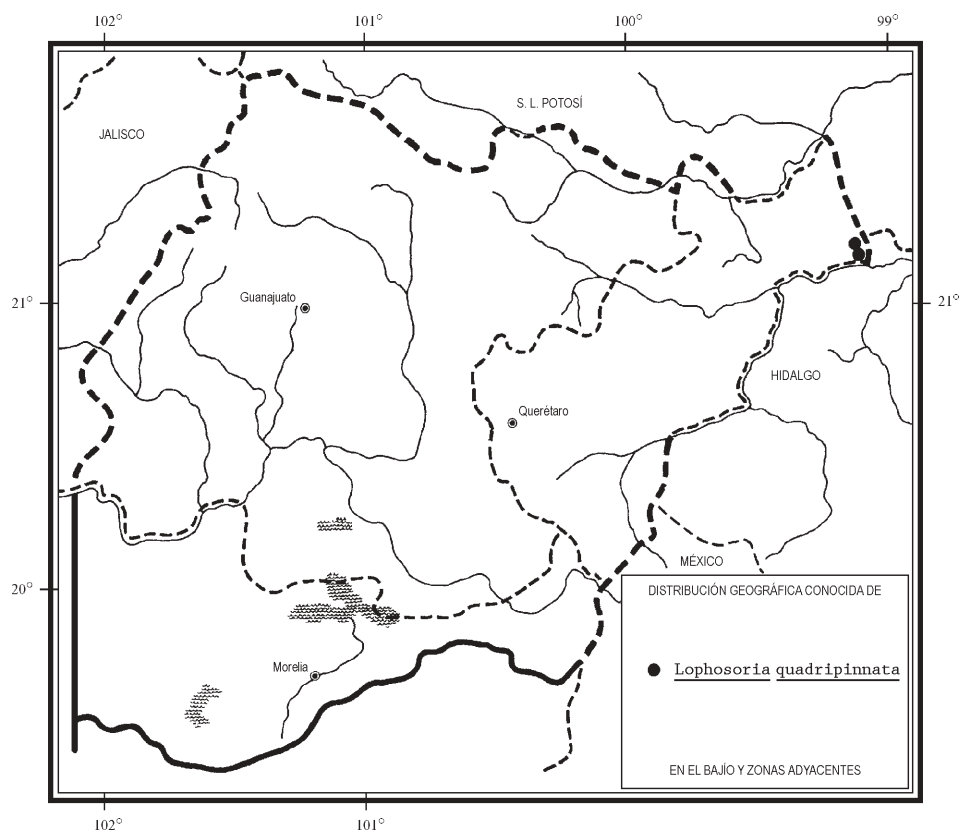 102° 101° 100° 99°
S. L. POTOSÍ
JALISCO
Guanajuato
21° 21°
HIDALGO
Querétaro
MÉXICO
20°
DISTRIBUCIÓN GEOGRÁFICA CONOCIDA DE
Morelia
Lophosoria quadripinnata
EN EL BAJÍO Y ZONAS ADYACENTES
102° 101°